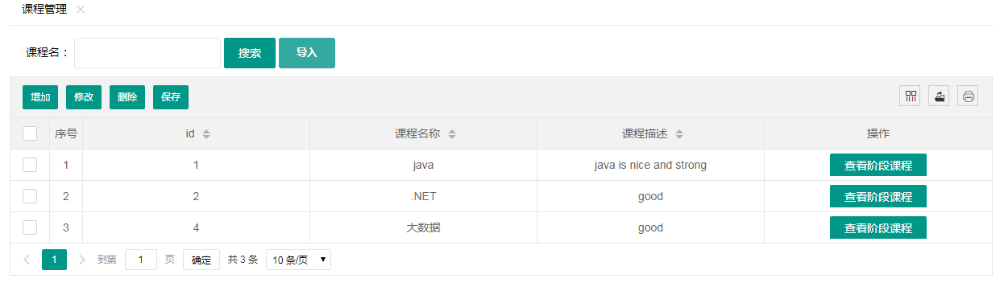 课程管理 ×
课程名： 搜索 导入
增加 修改 删除 保存
序号 id 课程名称 课程描述 操作
1 1 java java is nice and strong 查看阶段课程
2 2 .NET good 查看阶段课程
3 4 大数据 good 查看阶段课程
1 到第 1 页 确定 共 3 条 10 条/页